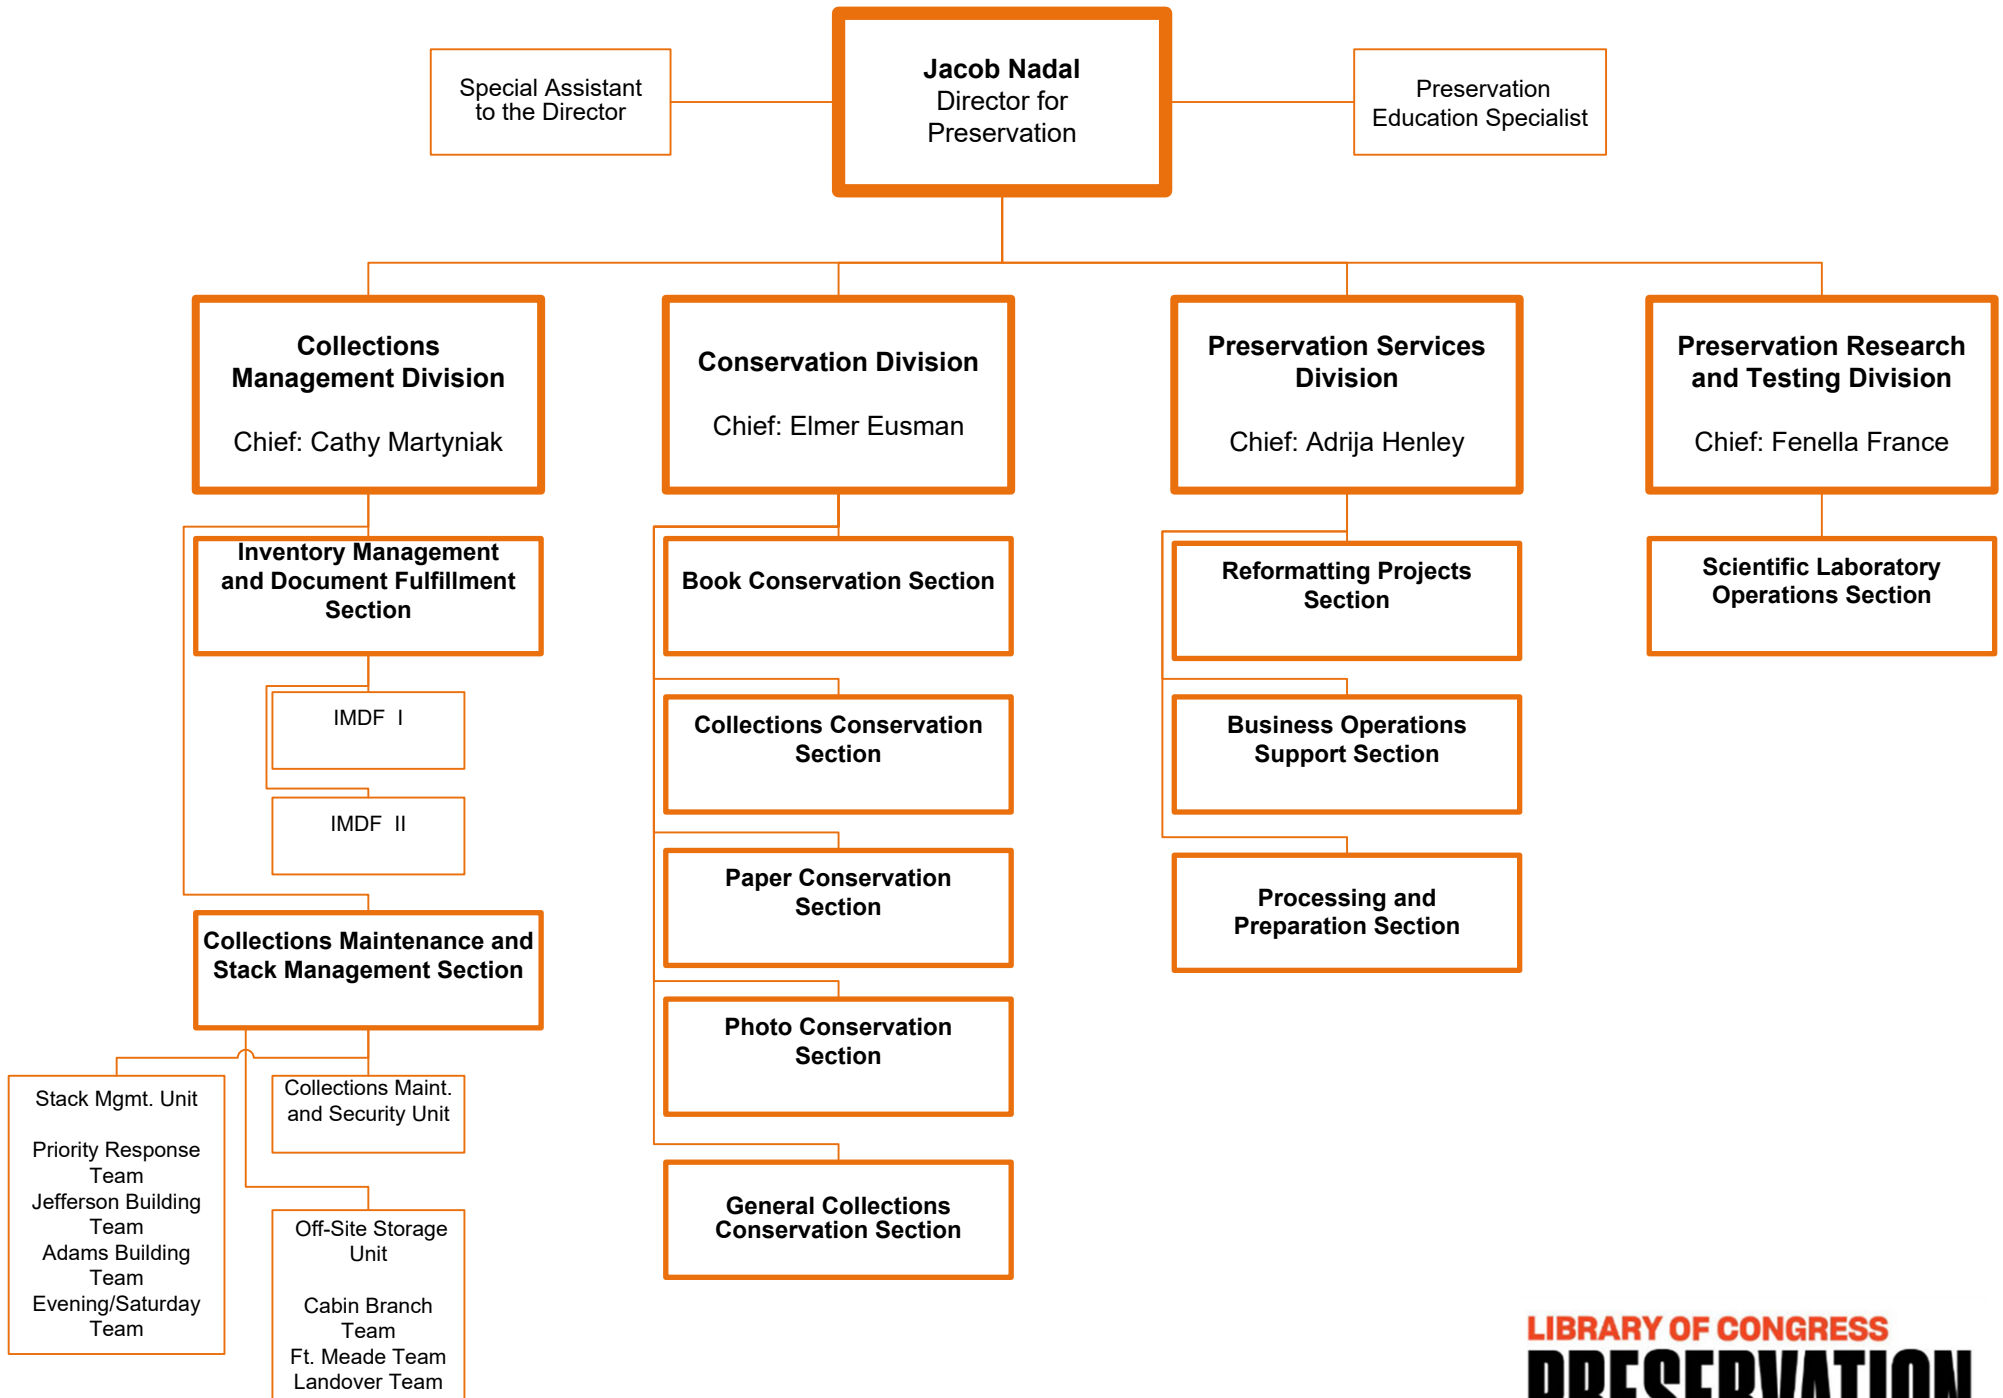 Special Assistant
to the Director
Jacob Nadal
Director for
Preservation
Preservation
Education Specialist
Collections
Management Division
Chief: Cathy Martyniak
Conservation Division
Chief: Elmer Eusman
Preservation Services
Division
Chief: Adrija Henley
Preservation Research
and Testing Division
Chief: Fenella France
Inventory Management
and Document Fulfillment
Section
IMDF I
IMDF II
Collections Maintenance and
Stack Management Section
Stack Mgmt. Unit
Priority Response
Team
Jefferson Building
Team
Adams Building
Team
Evening/Saturday
Team
Collections Maint.
and Security Unit
Off-Site Storage
Unit
Cabin Branch
Team
Ft. Meade Team
Landover Team
Book Conservation Section
Collections Conservation
Section
Paper Conservation
Section
Photo Conservation
Section
General Collections
Conservation Section
Reformatting Projects
Section
Business Operations
Support Section
Processing and
Preparation Section
Scientific Laboratory
Operations Section
LIBRARY OF CONGRESS
PRESERVATION